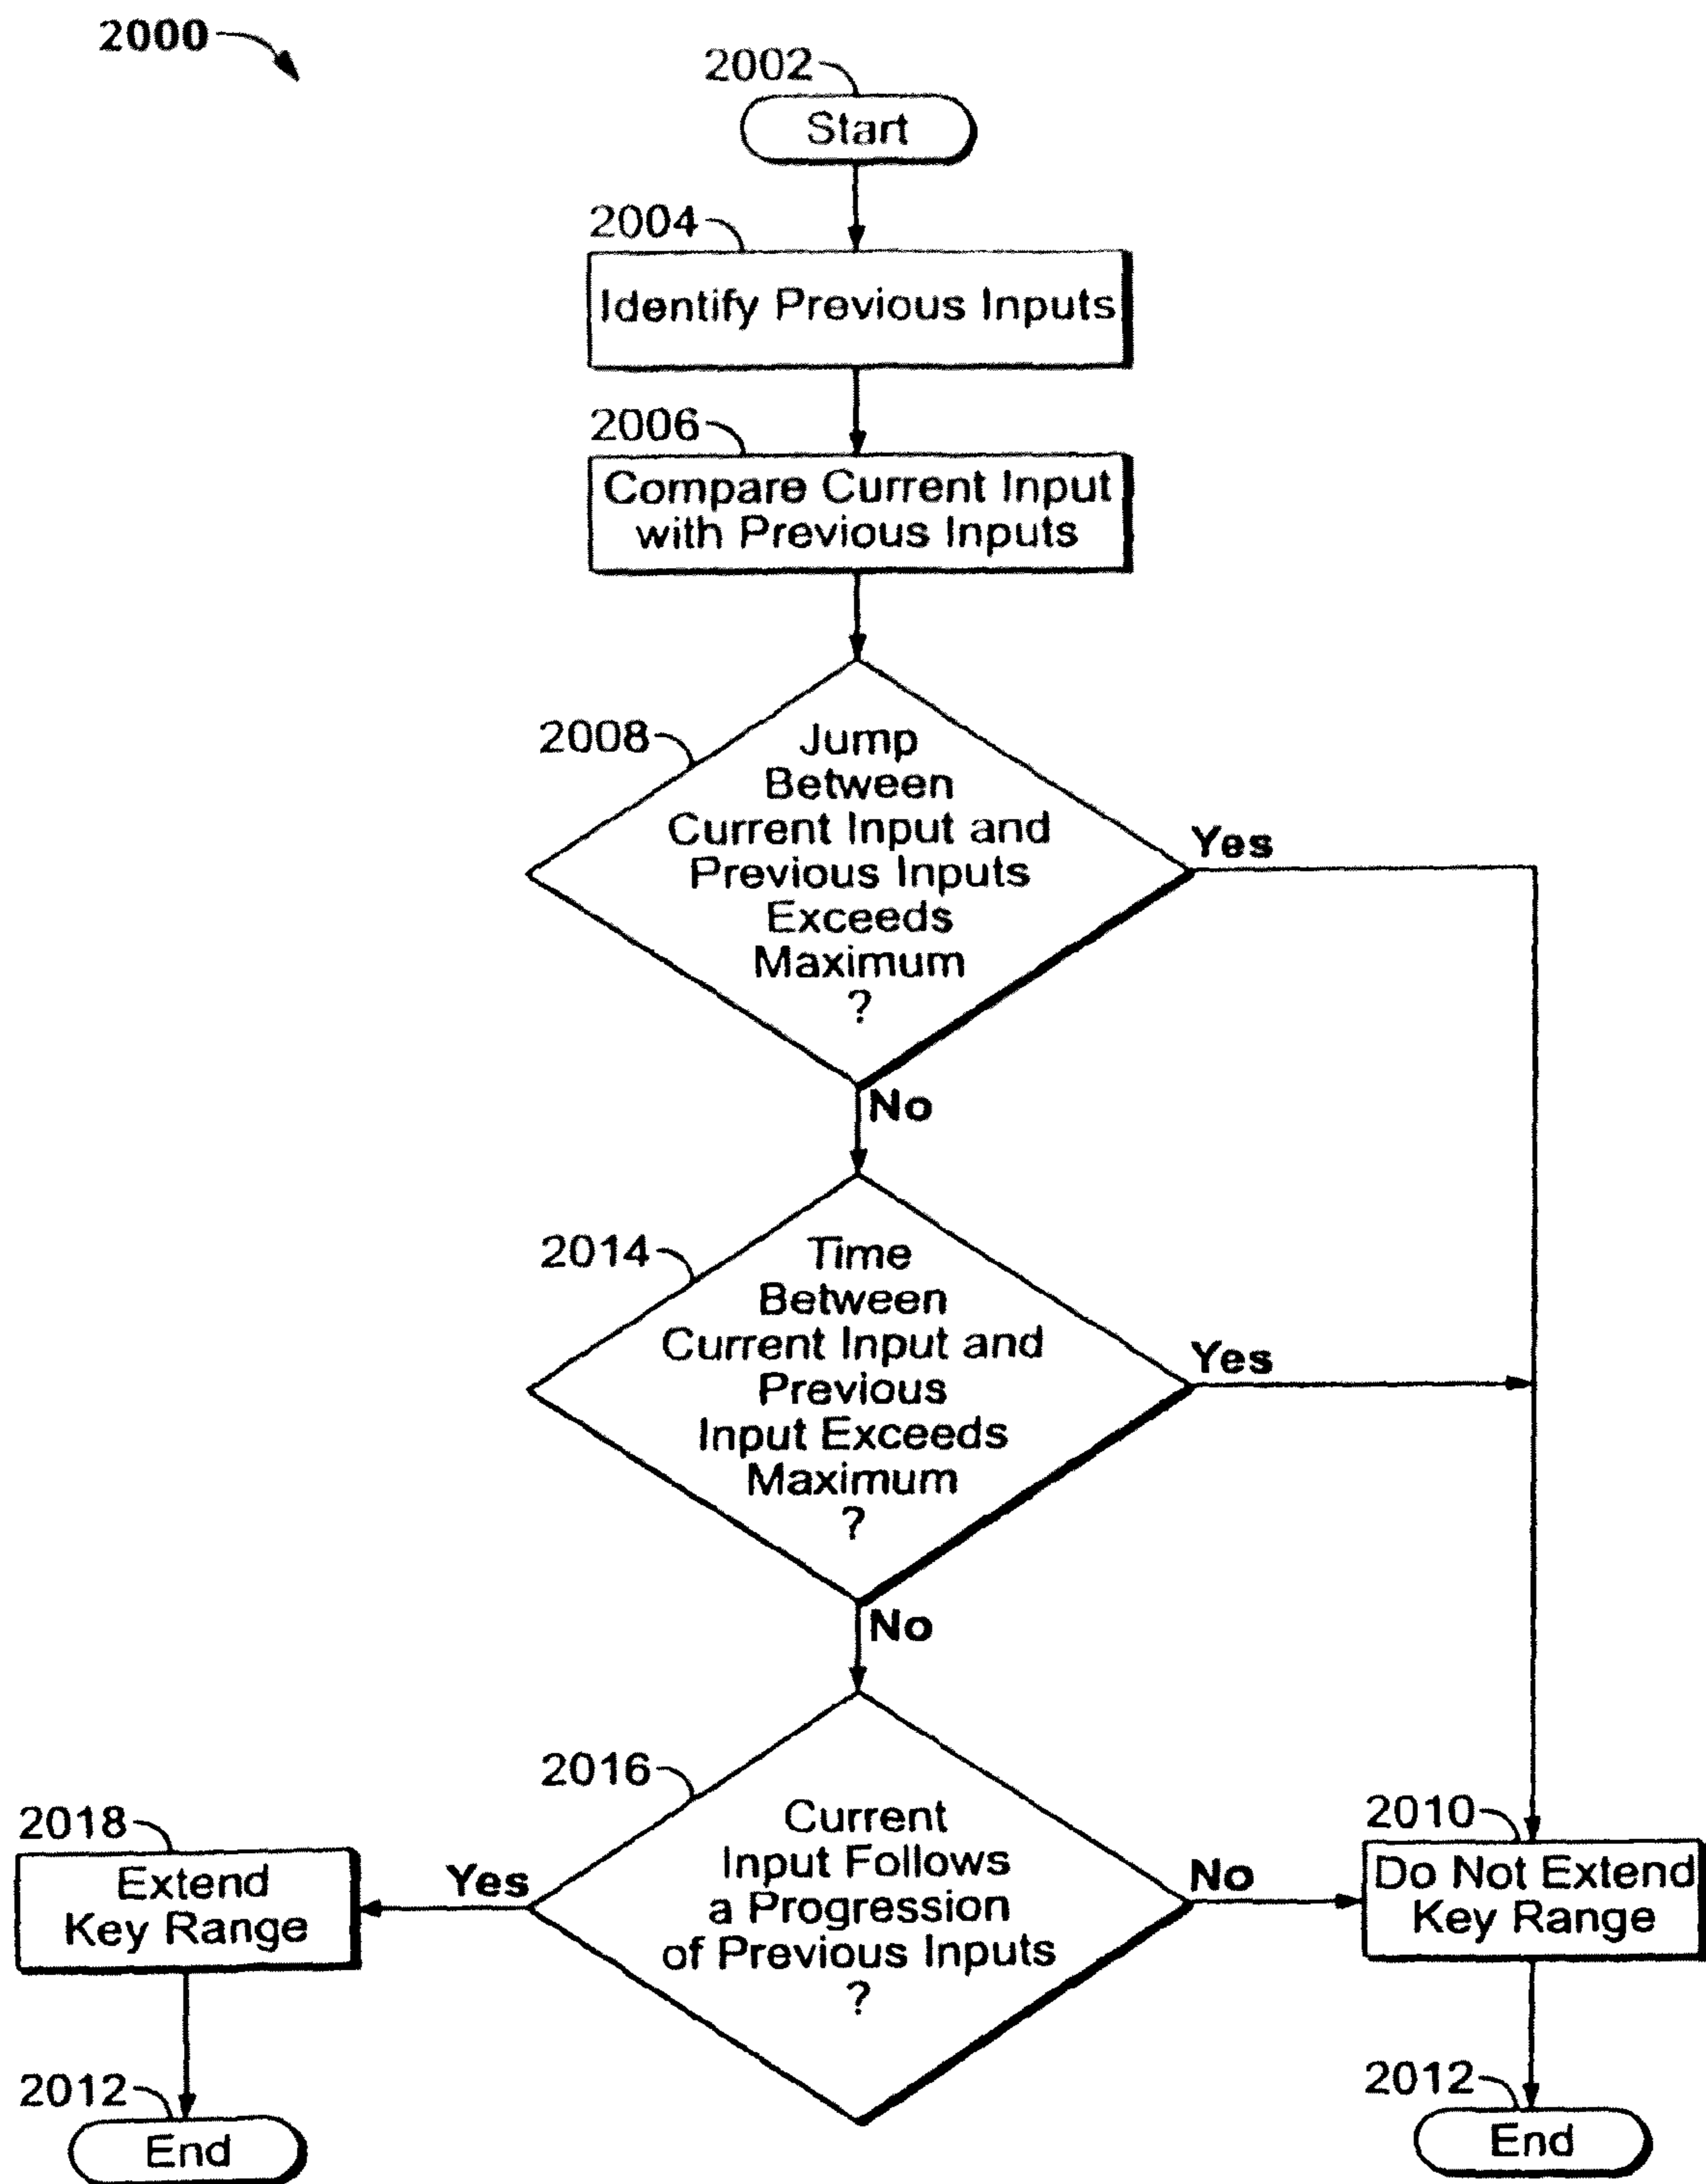 2000
2002
Start
2004
Identify Previous Inputs
2006
Compare Current Input
with Previous Inputs
2008
Jump
Between
Current Input and
Previous Inputs
Exceeds
Maximum
?
Yes
No
2014
Time
Between
Current Input and
Previous
Input Exceeds
Maximum
?
Yes
No
2016
Current
Input Follows
a Progression
of Previous Inputs
?
Yes
No
2018
Extend
Key Range
2012
End
2010
Do Not Extend
Key Range
2012
End